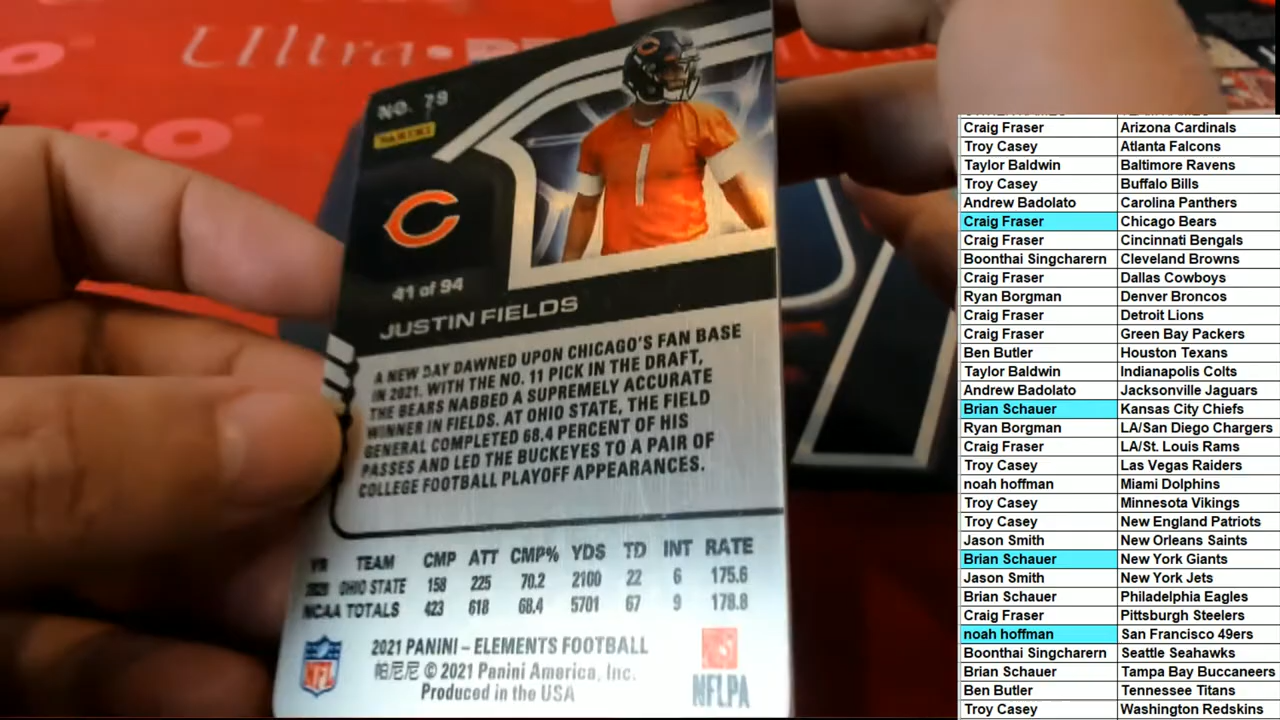 Ultra PRO
PRO
NO. 79
PANINI
C
1
41 of 94
JUSTIN FIELDS
A NEW DAY DAWNED UPON CHICAGO'S FAN BASE
IN 2021. WITH THE NO. 11 PICK IN THE DRAFT,
THE BEARS NABBED A SUPREMELY ACCURATE
WINNER IN FIELDS. AT OHIO STATE, THE FIELD
GENERAL COMPLETED 68.4 PERCENT OF HIS
PASSES AND LED THE BUCKEYES TO A PAIR OF
COLLEGE FOOTBALL PLAYOFF APPEARANCES.
YR TEAM CMP ATT CMP% YDS TD INT RATE
2020 OHIO STATE 158 225 70.2 2100 22 6 175.6
NCAA TOTALS 423 618 68.4 5701 67 9 178.8
2021 PANINI – ELEMENTS FOOTBALL
帕尼尼 © 2021 Panini America, Inc.
Produced in the USA
NFL
NFLPA
Craig Fraser Arizona Cardinals
Troy Casey Atlanta Falcons
Taylor Baldwin Baltimore Ravens
Troy Casey Buffalo Bills
Andrew Badolato Carolina Panthers
Craig Fraser Chicago Bears
Craig Fraser Cincinnati Bengals
Boonthai Singcharern Cleveland Browns
Craig Fraser Dallas Cowboys
Ryan Borgman Denver Broncos
Craig Fraser Detroit Lions
Craig Fraser Green Bay Packers
Ben Butler Houston Texans
Taylor Baldwin Indianapolis Colts
Andrew Badolato Jacksonville Jaguars
Brian Schauer Kansas City Chiefs
Ryan Borgman LA/San Diego Chargers
Craig Fraser LA/St. Louis Rams
Troy Casey Las Vegas Raiders
noah hoffman Miami Dolphins
Troy Casey Minnesota Vikings
Troy Casey New England Patriots
Jason Smith New Orleans Saints
Brian Schauer New York Giants
Jason Smith New York Jets
Brian Schauer Philadelphia Eagles
Craig Fraser Pittsburgh Steelers
noah hoffman San Francisco 49ers
Boonthai Singcharern Seattle Seahawks
Brian Schauer Tampa Bay Buccaneers
Ben Butler Tennessee Titans
Troy Casey Washington Redskins